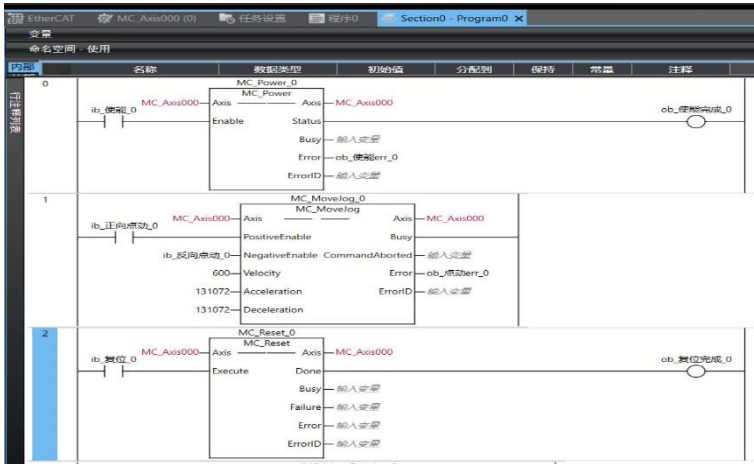 EtherCAT MC_Axis000 (0) 任务设置 程序0 Section0 - Program0 ×
变量
命名空间 - 使用
内部 名称 数据类型 初始值 分配到 保持 常量 注释
行注释列表
0 MC_Power_0
MC_Power
MC_Axis000 Axis Axis MC_Axis000
ib_使能_0 Enable Status ob_使能完成_0
Busy 输入变量
Error ob_使能err_0
ErrorID 输入变量
1 MC_MoveJog_0
MC_MoveJog
MC_Axis000 Axis Axis MC_Axis000
ib_正向点动_0 PositiveEnable Busy
ib_反向点动_0 NegativeEnable CommandAborted 输入变量
600 Velocity Error ob_点动err_0
131072 Acceleration ErrorID 输入变量
131072 Deceleration
2 MC_Reset_0
MC_Reset
MC_Axis000 Axis Axis MC_Axis000
ib_复位_0 Execute Done ob_复位完成_0
Busy 输入变量
Failure 输入变量
Error 输入变量
ErrorID 输入变量